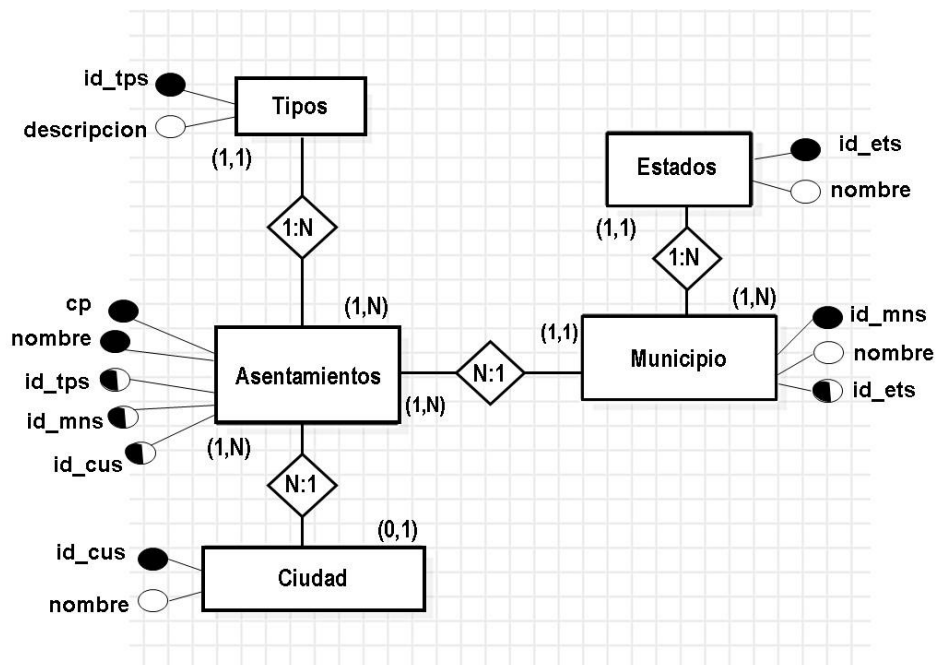 id_tps
descripcion
Tipos
(1,1)
1:N
(1,N)
id_ets
nombre
Estados
(1,1)
1:N
(1,N)
cp
nombre
id_tps
id_mns
id_cus
Asentamientos
(1,N)
(1,N)
N:1
(1,1)
Municipio
id_mns
nombre
id_ets
N:1
(0,1)
id_cus
nombre
Ciudad